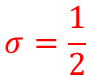 σ = 1/2